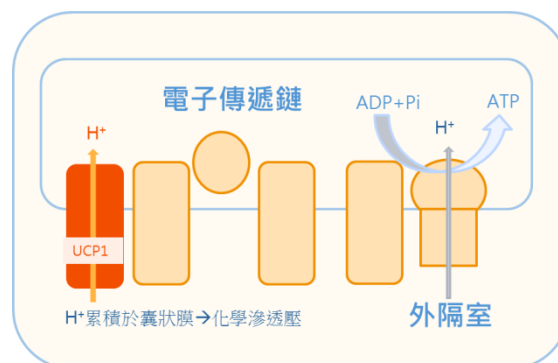 電子傳遞鏈
ADP+Pi
ATP
H⁺
H⁺
UCP1
H⁺累積於囊狀膜→化學滲透壓
外隔室